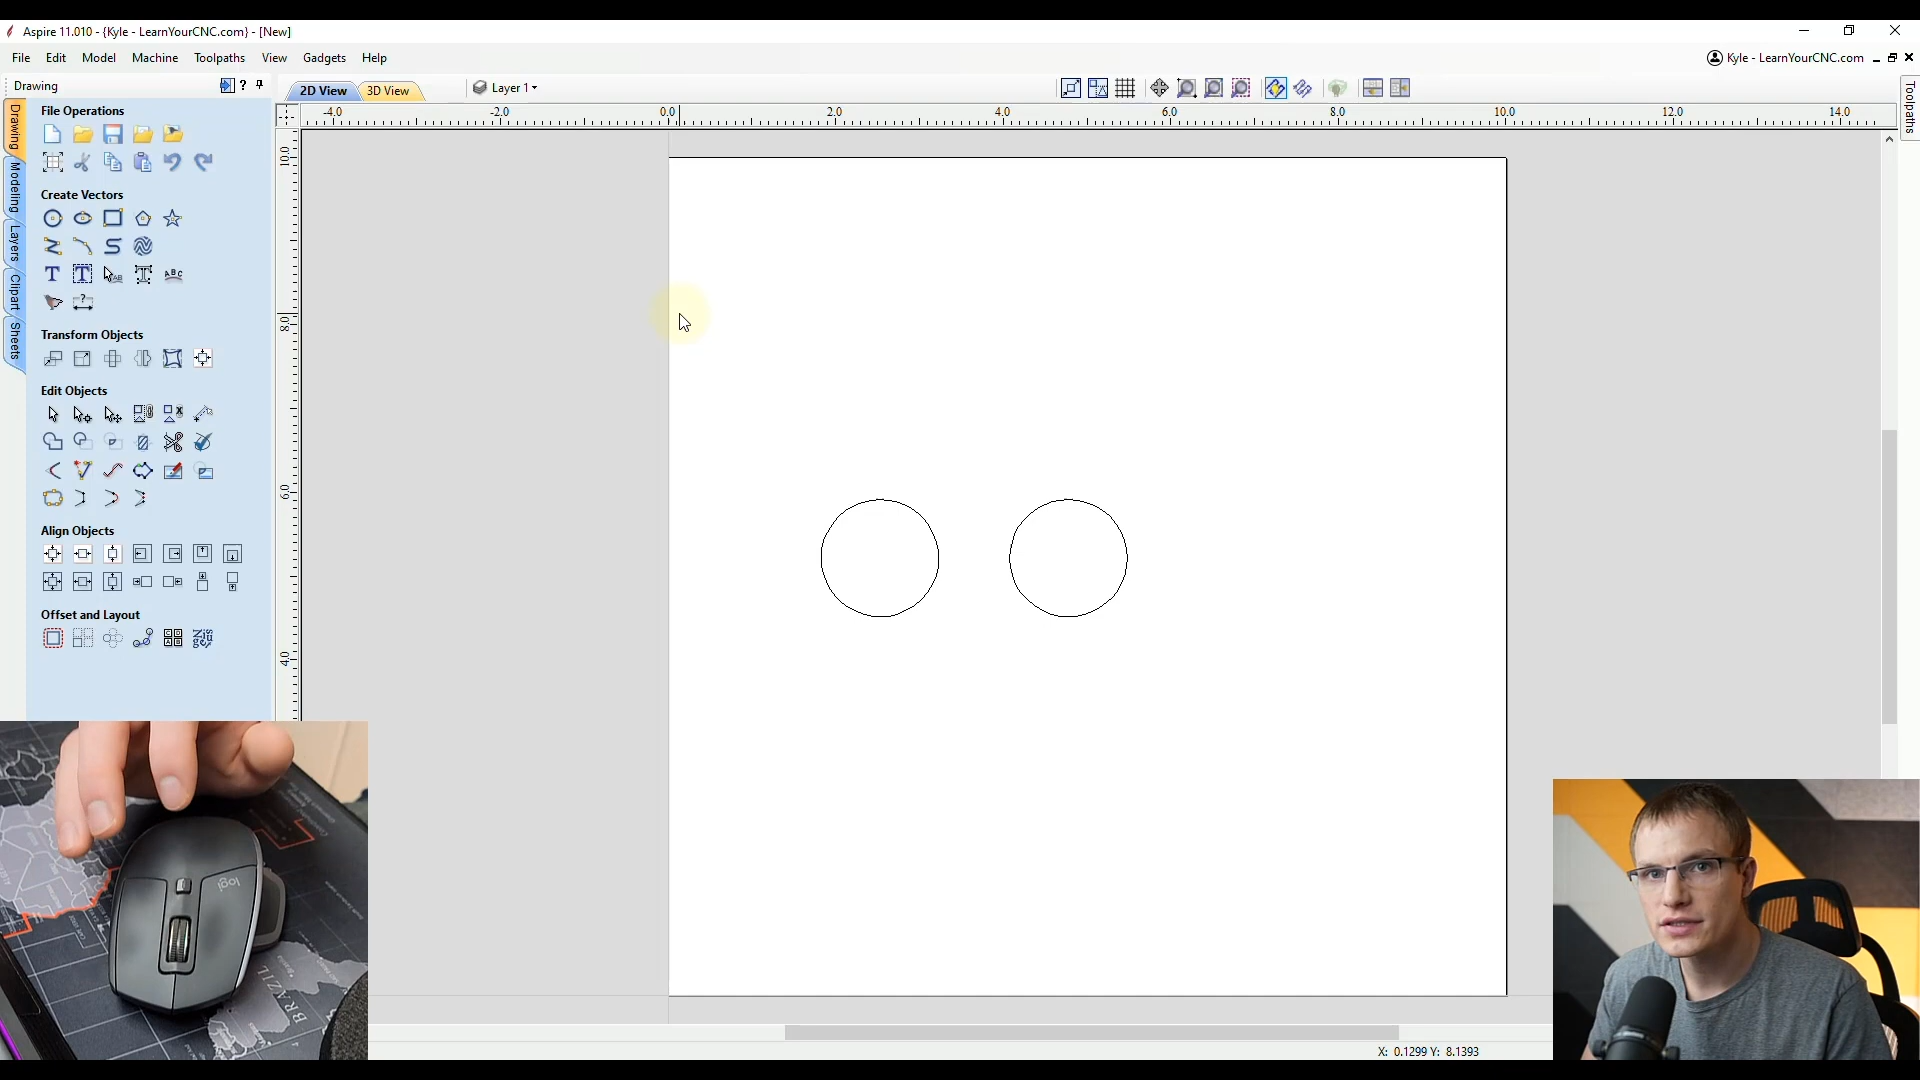 Aspire 11.010 - {Kyle - LearnYourCNC.com} - [New]
File Edit Model Machine Toolpaths View Gadgets Help
Kyle - LearnYourCNC.com
Drawing
2D View
3D View
Layer 1
Toolpaths
-4.0 -2.0 0.0 2.0 4.0 6.0 8.0 10.0 12.0 14.0
10.0
8.0
6.0
4.0
Drawing
Modeling
Layers
Clipart
Sheets
File Operations
Create Vectors
Transform Objects
Edit Objects
Align Objects
Offset and Layout
logi
BRAZIL
X: 0.1299 Y: 8.1393